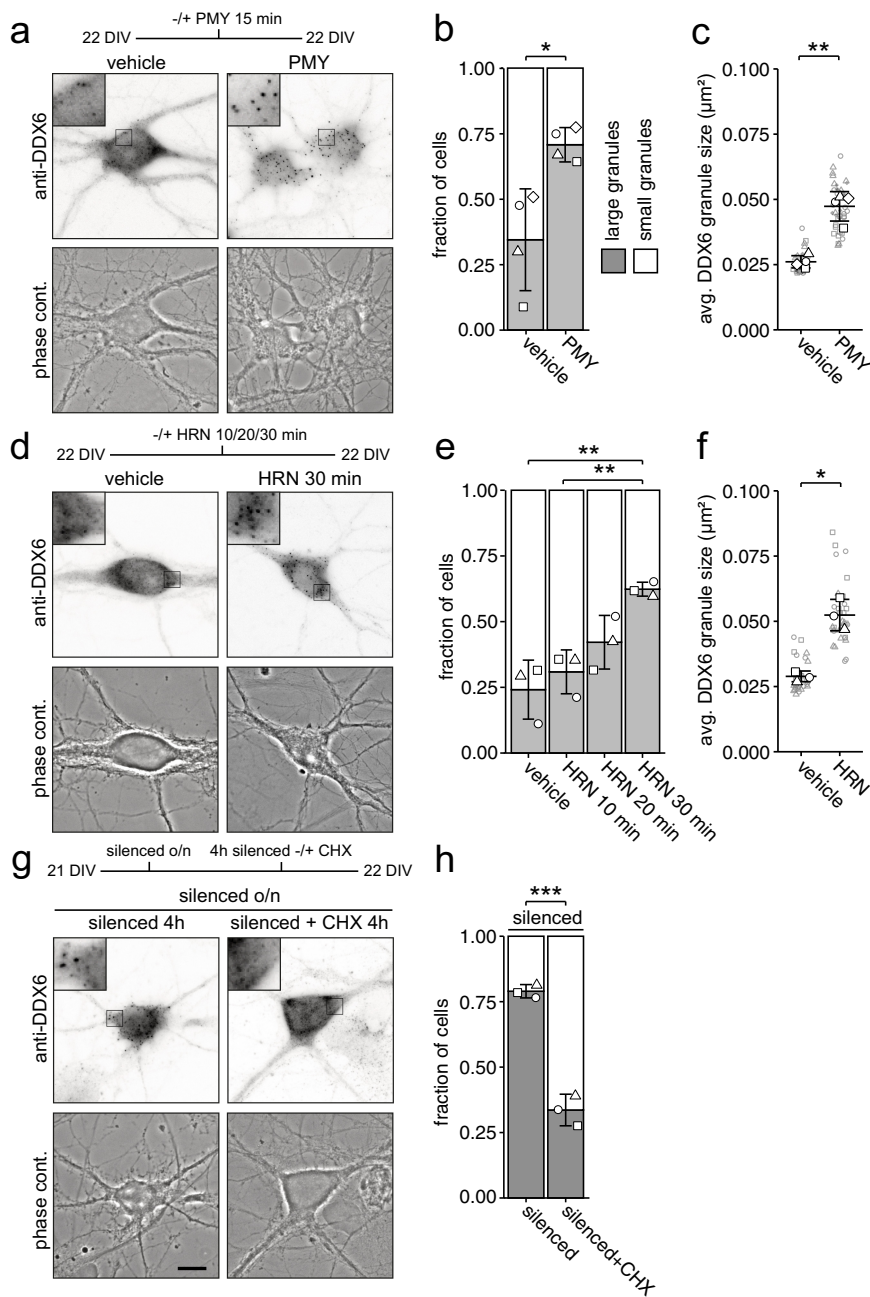 a
-/+ PMY 15 min
22 DIV
22 DIV
vehicle
PMY
anti-DDX6
phase cont.
b
*
1.00
0.75
0.50
0.25
0.00
fraction of cells
vehicle
PMY
large granules
small granules
c
**
0.100
0.075
0.050
0.025
0.000
avg. DDX6 granule size (µm²)
vehicle
PMY
d
-/+ HRN 10/20/30 min
22 DIV
22 DIV
vehicle
HRN 30 min
anti-DDX6
phase cont.
e
**
**
1.00
0.75
0.50
0.25
0.00
fraction of cells
vehicle
HRN 10 min
HRN 20 min
HRN 30 min
f
*
0.100
0.075
0.050
0.025
0.000
avg. DDX6 granule size (µm²)
vehicle
HRN
g
silenced o/n
4h silenced -/+ CHX
21 DIV
22 DIV
silenced o/n
silenced 4h
silenced + CHX 4h
anti-DDX6
phase cont.
h
***
silenced
1.00
0.75
0.50
0.25
0.00
fraction of cells
silenced
silenced+CHX